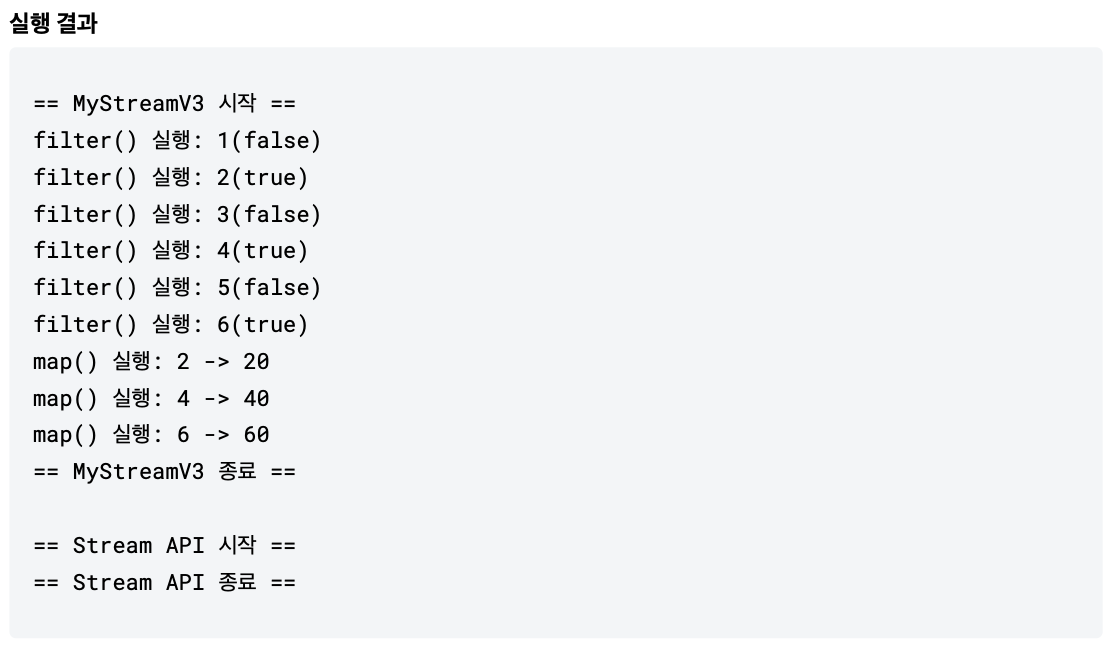 실행 결과
== MyStreamV3 시작 ==
filter() 실행: 1(false)
filter() 실행: 2(true)
filter() 실행: 3(false)
filter() 실행: 4(true)
filter() 실행: 5(false)
filter() 실행: 6(true)
map() 실행: 2 -> 20
map() 실행: 4 -> 40
map() 실행: 6 -> 60
== MyStreamV3 종료 ==
== Stream API 시작 ==
== Stream API 종료 ==